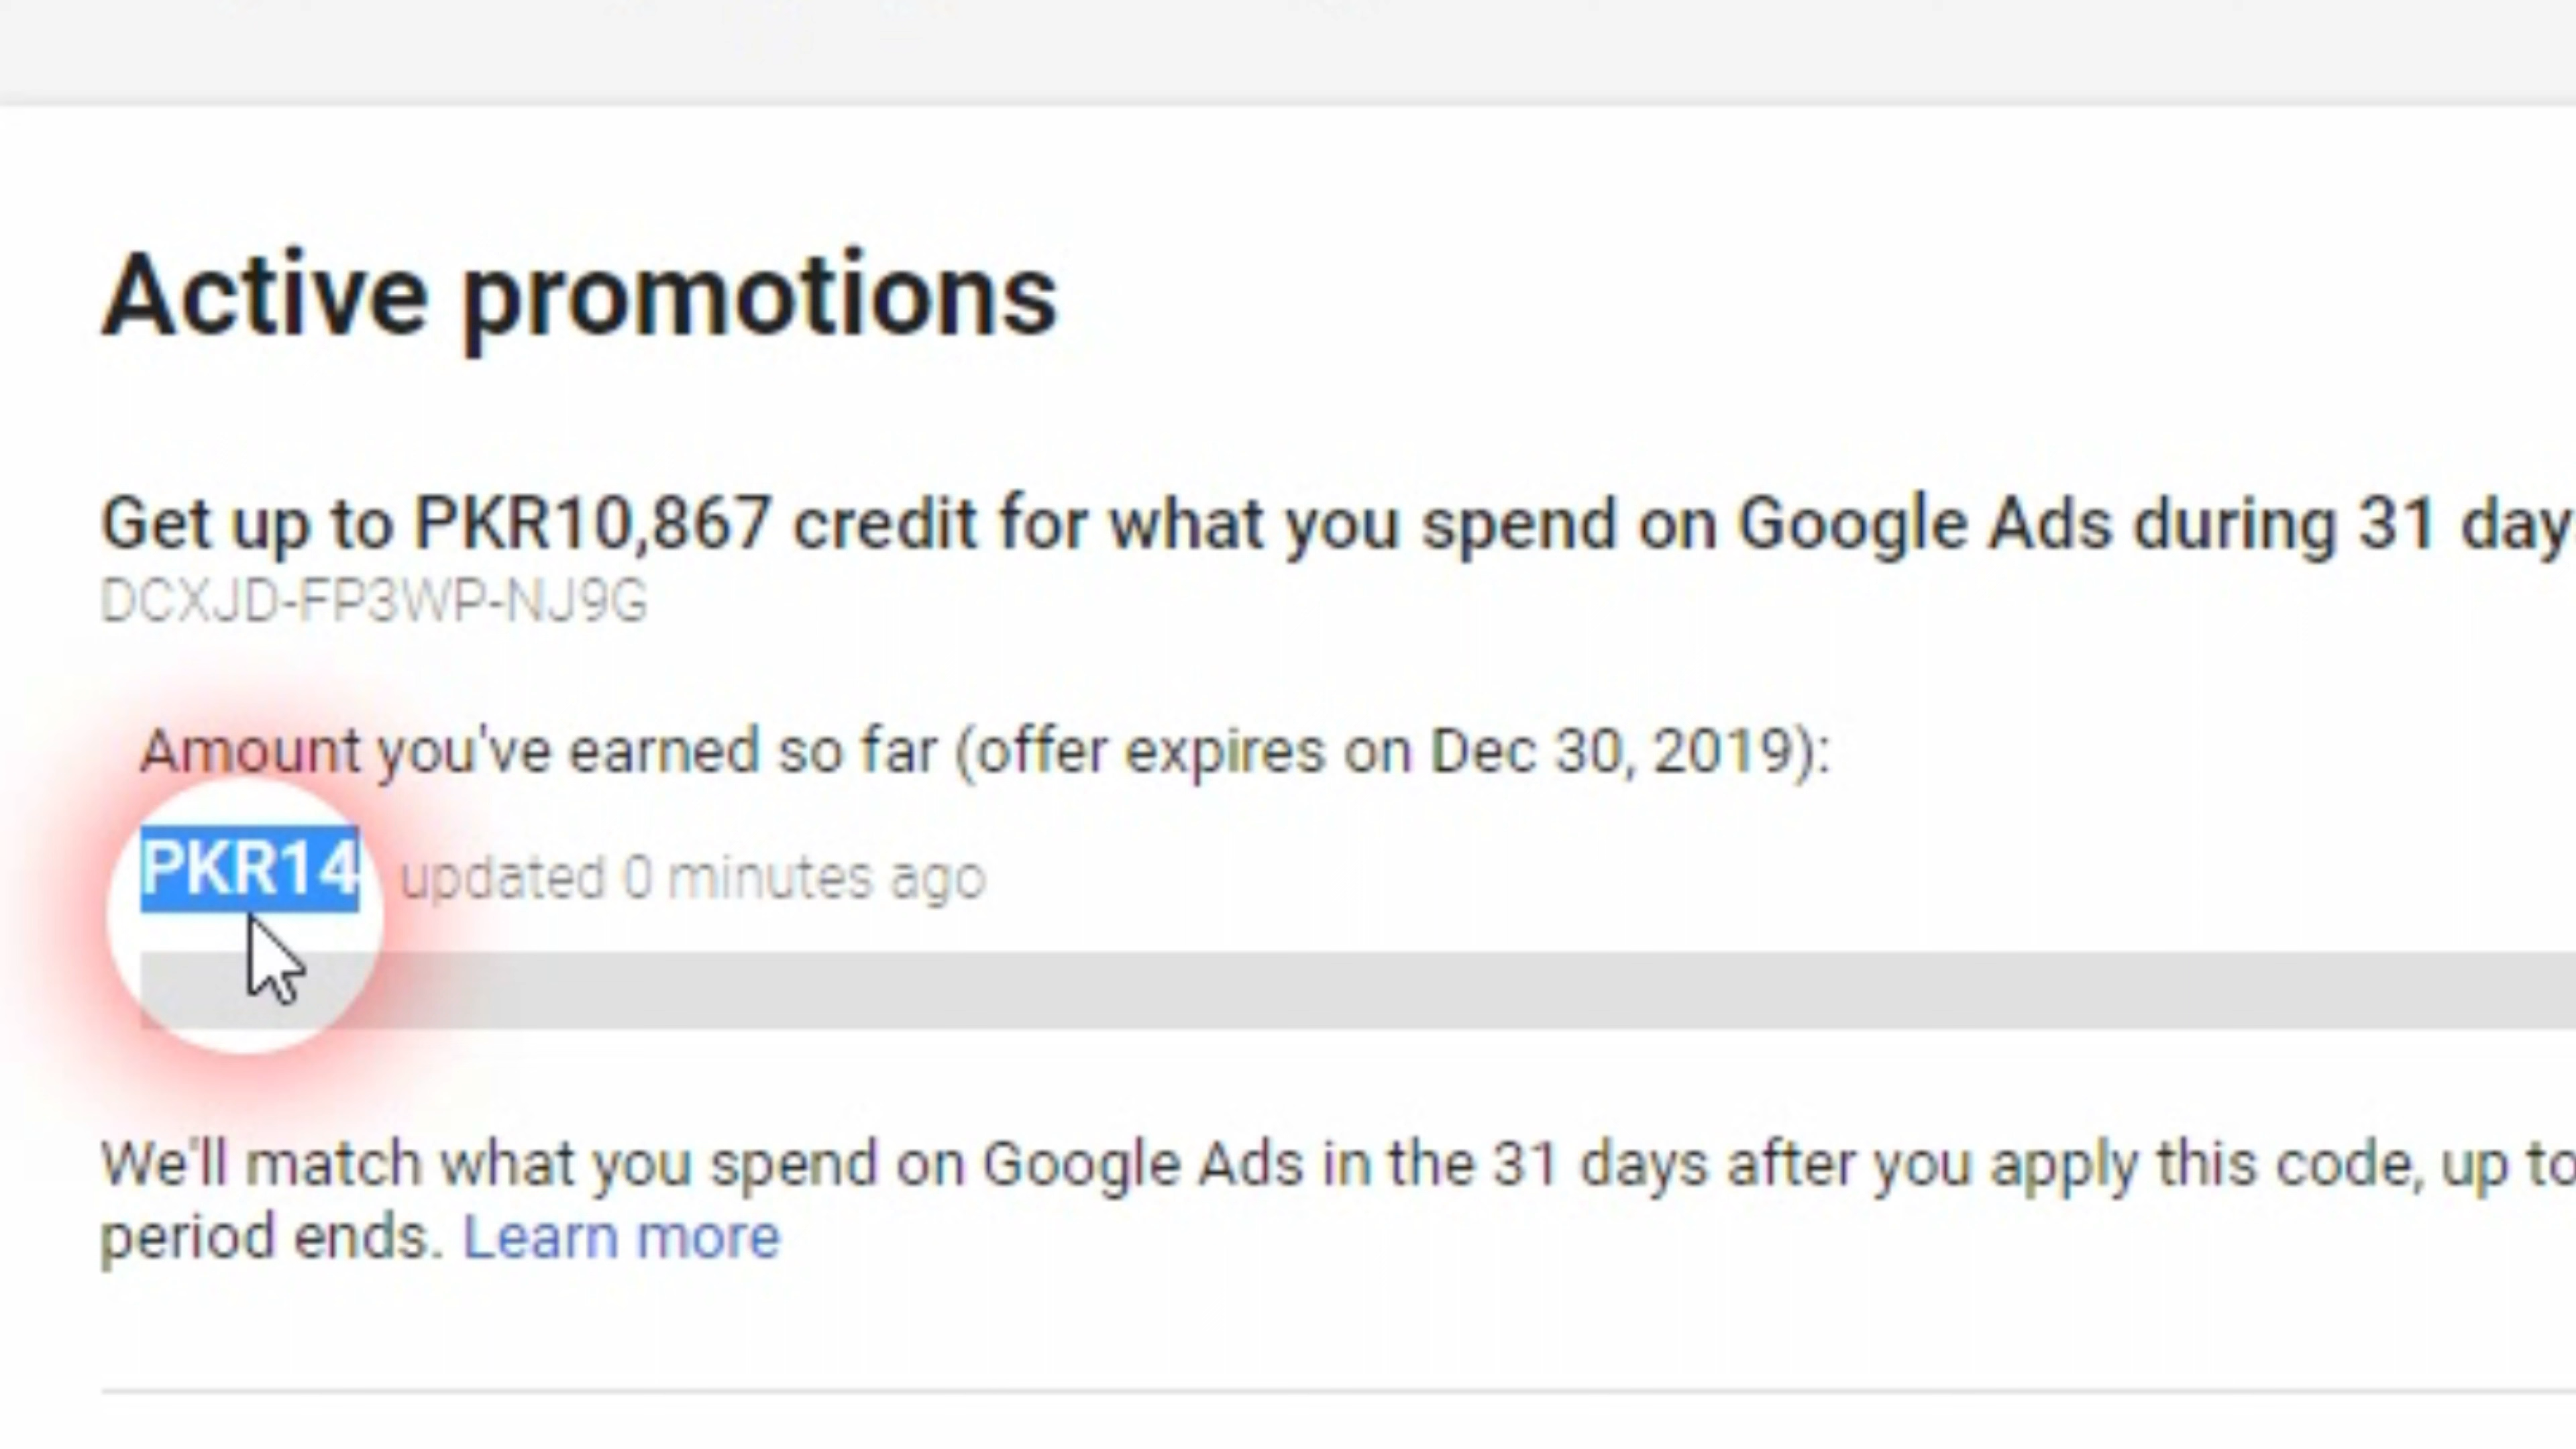 Active promotions
Get up to PKR10,867 credit for what you spend on Google Ads during 31 day
DCXJD-FP3WP-NJ9G
Amount you've earned so far (offer expires on Dec 30, 2019):
PKR14 updated 0 minutes ago
We'll match what you spend on Google Ads in the 31 days after you apply this code, up to
period ends. Learn more